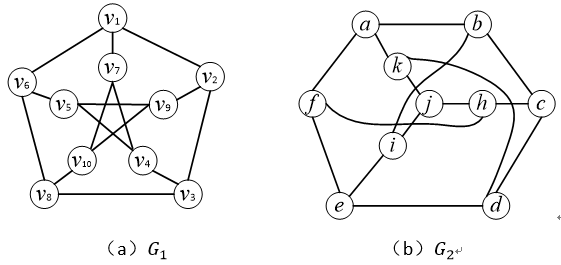 v₁
v₇
v₂
v₆
v₅
v₉
v₁₀
v₄
v₈
v₃
(a) G₁
a
b
k
f
j
h
c
i
e
d
(b) G₂